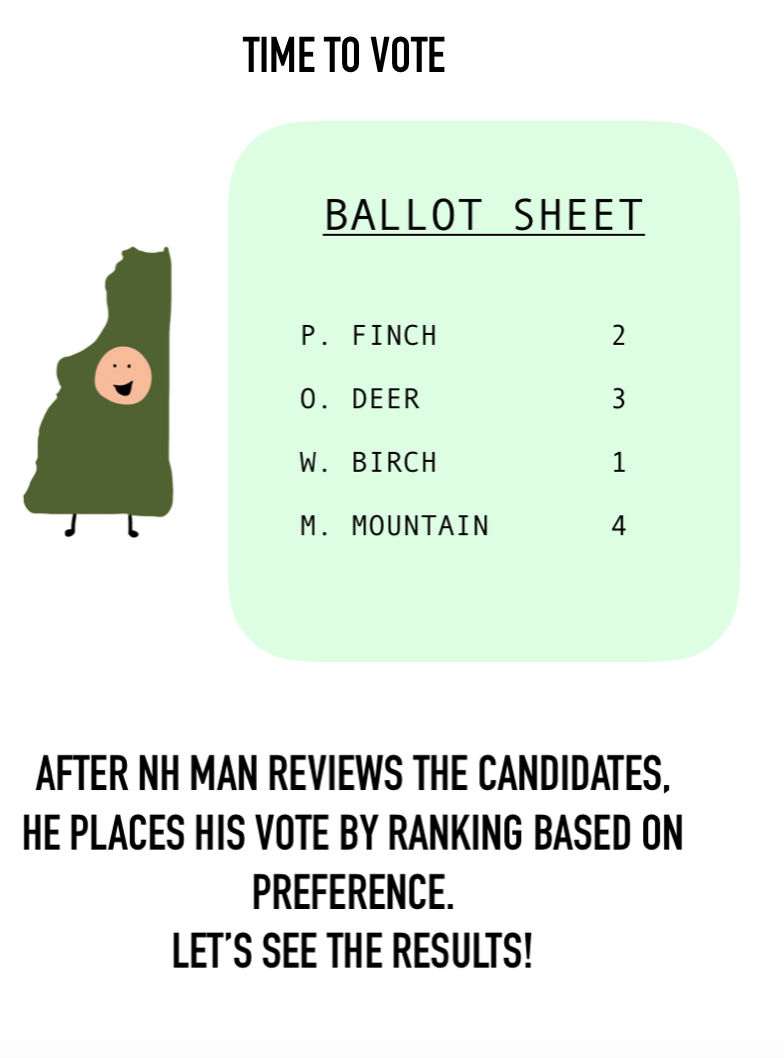 TIME TO VOTE
BALLOT SHEET
P. FINCH 2
O. DEER 3
W. BIRCH 1
M. MOUNTAIN 4
AFTER NH MAN REVIEWS THE CANDIDATES,
HE PLACES HIS VOTE BY RANKING BASED ON
PREFERENCE.
LET'S SEE THE RESULTS!